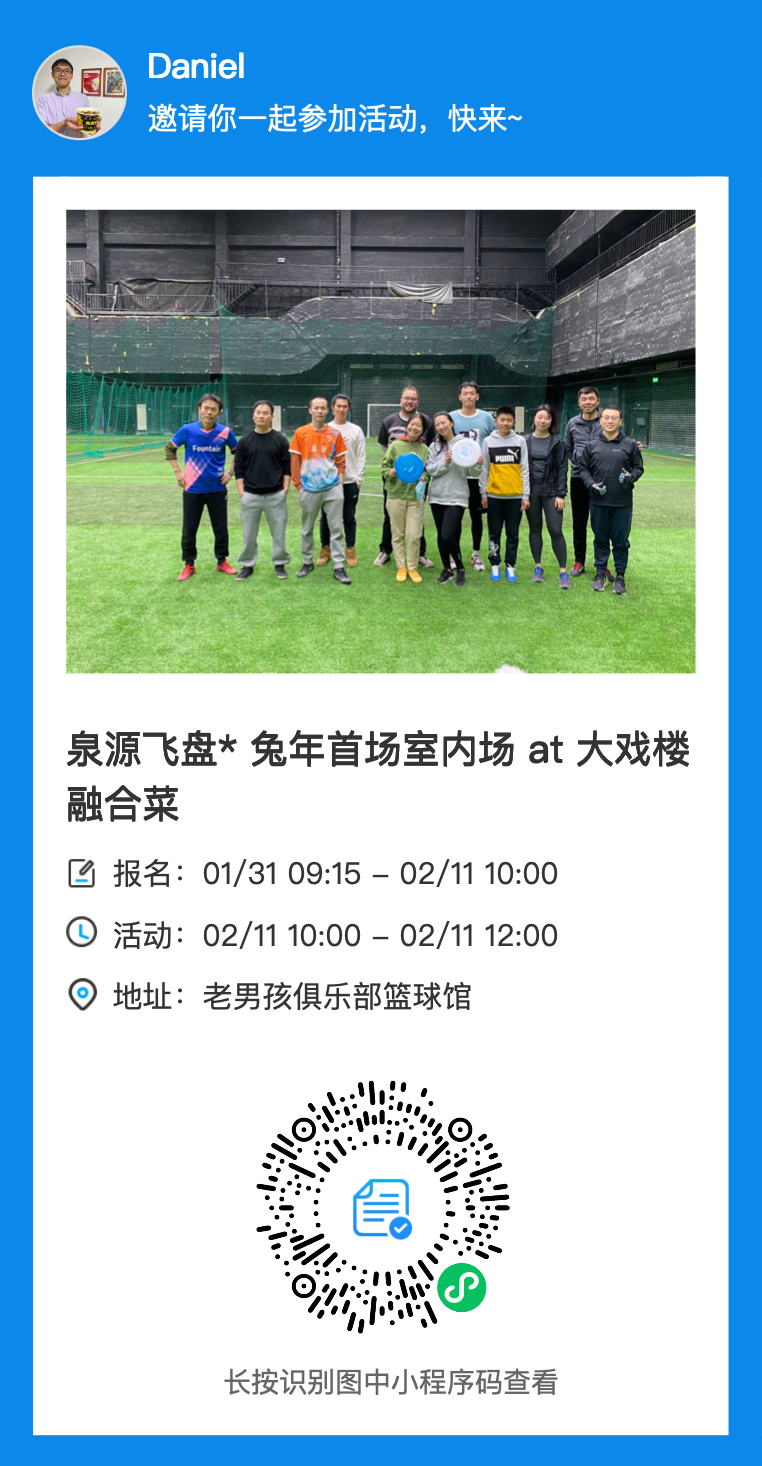 Daniel
邀请你一起参加活动，快来~
Fountain
PUMA
泉源飞盘* 兔年首场室内场 at 大戏楼
融合菜
报名：01/31 09:15 – 02/11 10:00
活动：02/11 10:00 – 02/11 12:00
地址：老男孩俱乐部篮球馆
长按识别图中小程序码查看